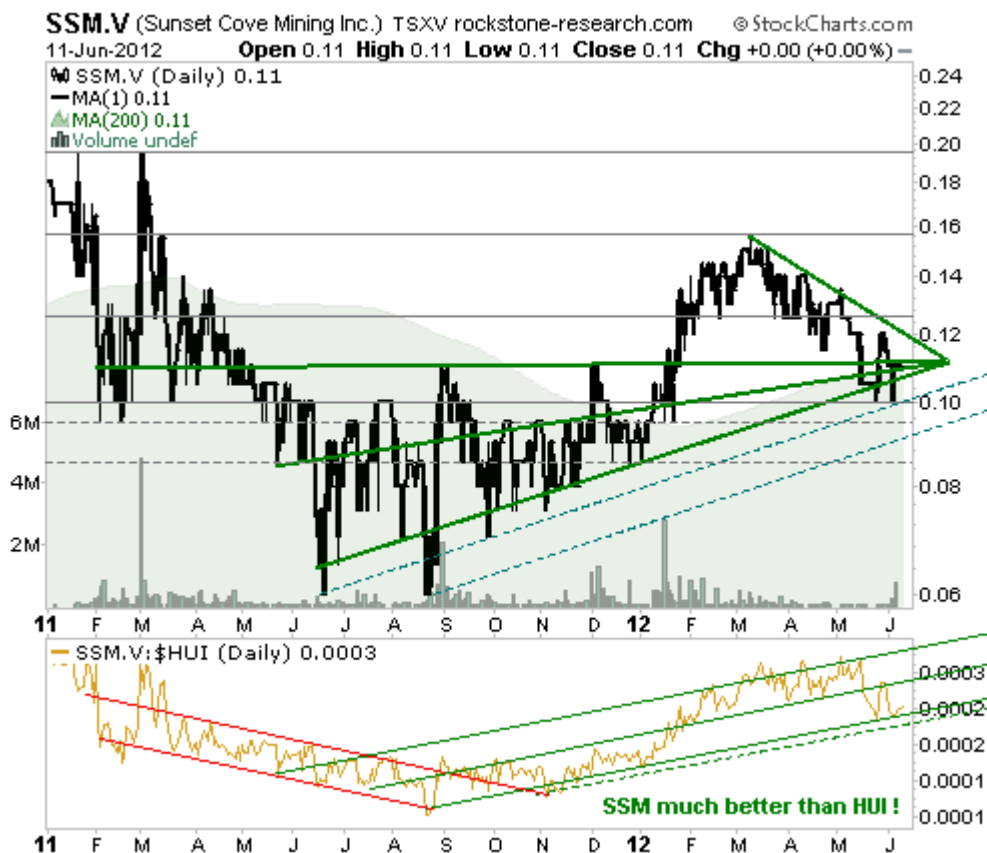 SSM.V (Sunset Cove Mining Inc.) TSXV rockstone-research.com @StockCharts.com
11-Jun-2012 Open 0.11 High 0.11 Low 0.11 Close 0.11 Chg +0.00 (+0.00%)
SSM.V (Daily) 0.11
MA(1) 0.11
MA(200) 0.11
Volume undef
0.24
0.22
0.20
0.18
0.16
0.14
0.12
0.10
0.08
0.06
6M
4M
2M
11 F M A M J J A S O N D 12 F M A M J
SSM.V:$HUI (Daily) 0.0003
0.0003
0.0002
0.0002
0.0001
0.0001
SSM much better than HUI !
11 F M A M J J A S O N D 12 F M A M J